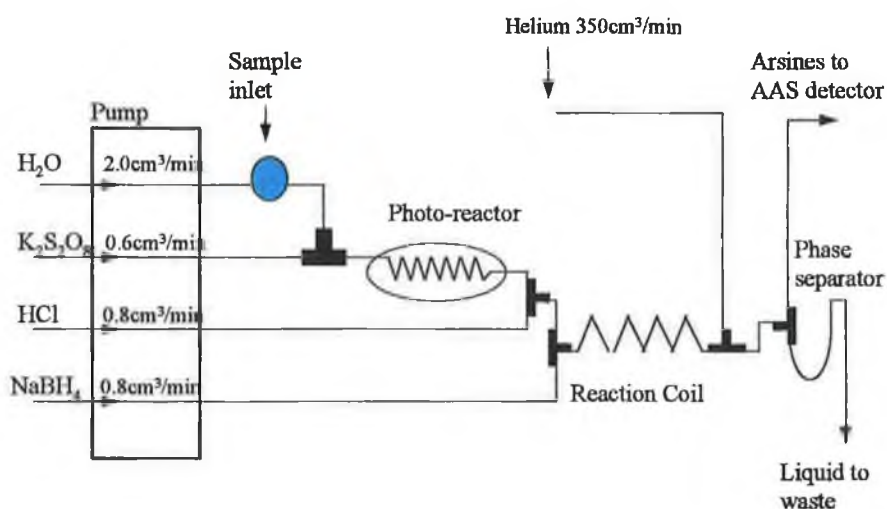 Helium 350cm³/min
Sample
inlet
Arsines to
AAS detector
Pump
H₂O
2.0cm³/min
Photo-reactor
K₂S₂O₈
0.6cm³/min
Phase
separator
HCl
0.8cm³/min
NaBH₄
0.8cm³/min
Reaction Coil
Liquid to
waste